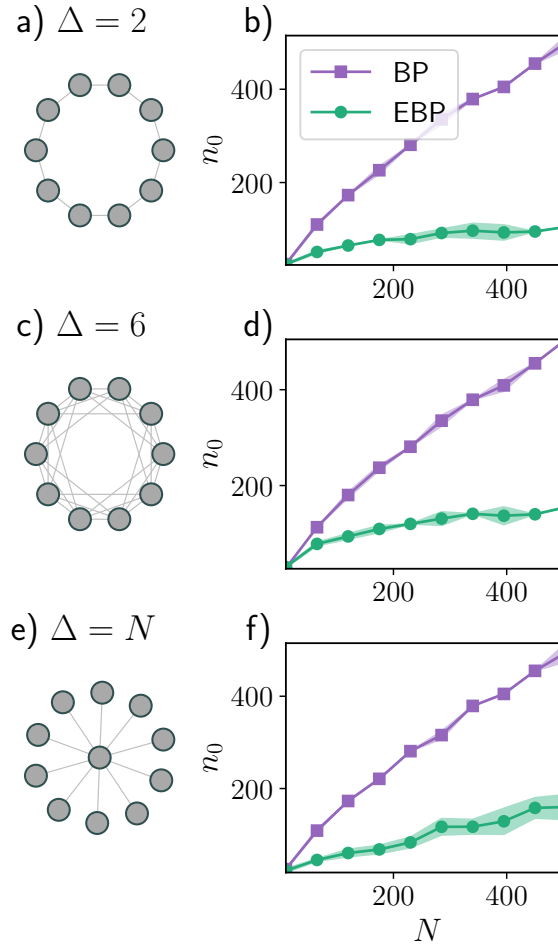 a) Δ = 2
b)
BP
EBP
400
200
n₀
200
400
c) Δ = 6
d)
400
200
n₀
200
400
e) Δ = N
f)
400
200
n₀
200
400
N